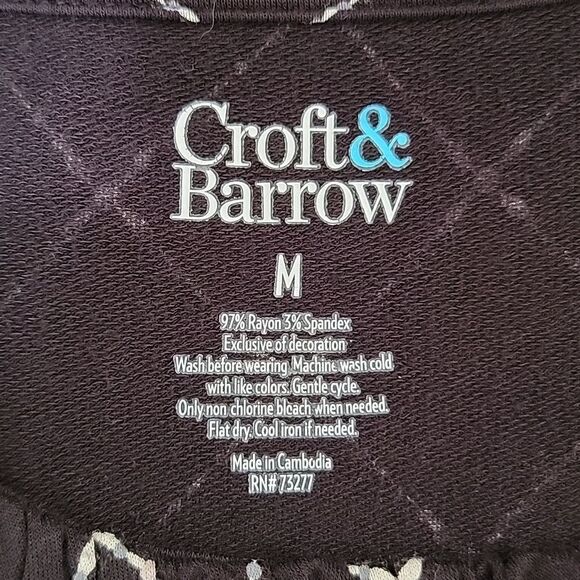 Croft&
Barrow
M
97% Rayon 3% Spandex
Exclusive of decoration
Wash before wearing. Machine wash cold
with like colors. Gentle cycle.
Only non chlorine bleach when needed.
Flat dry. Cool iron if needed.
Made in Cambodia
RN# 73277